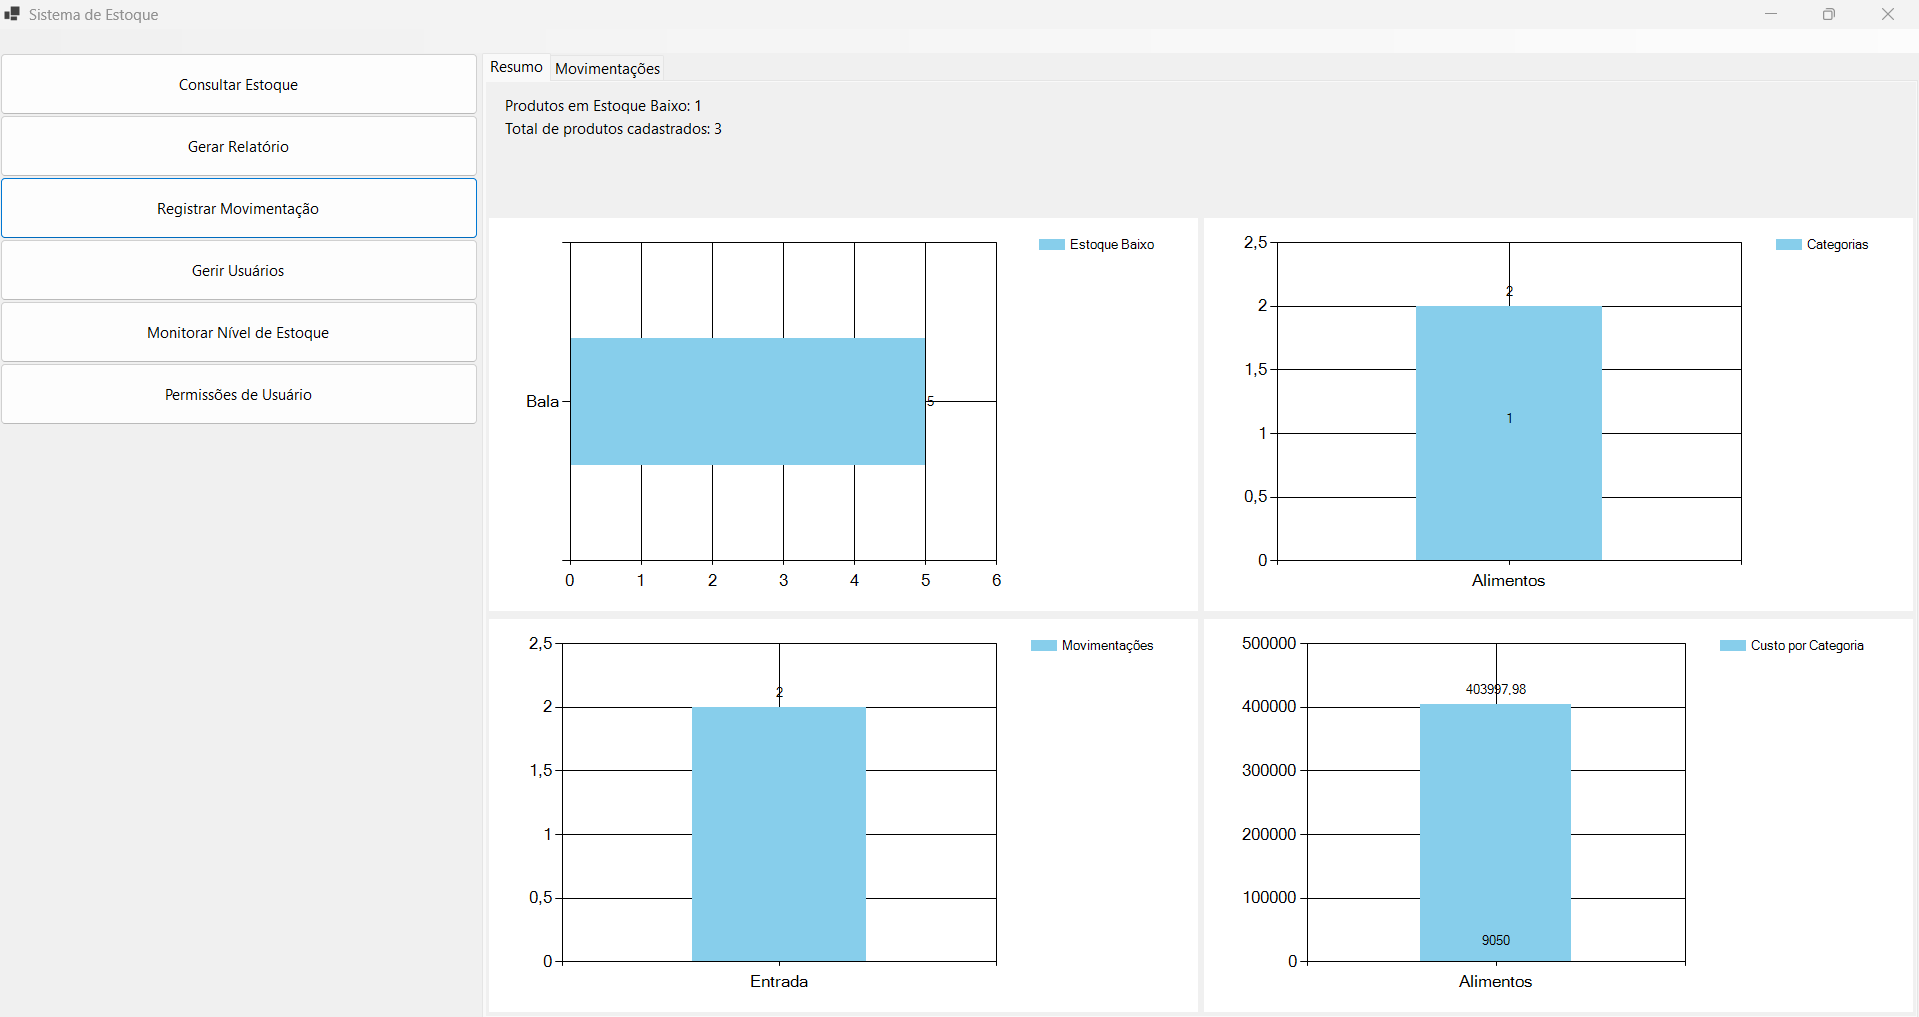 Sistema de Estoque
Consultar Estoque
Gerar Relatório
Registrar Movimentação
Gerir Usuários
Monitorar Nível de Estoque
Permissões de Usuário
Resumo
Movimentações
Produtos em Estoque Baixo: 1
Total de produtos cadastrados: 3
Estoque Baixo
Bala
5
0 1 2 3 4 5 6
Categorias
2,5
2
1,5
1
0,5
0
2
1
Alimentos
Movimentações
2,5
2
1,5
1
0,5
0
2
Entrada
Custo por Categoria
500000
400000
300000
200000
100000
0
403997,98
9050
Alimentos